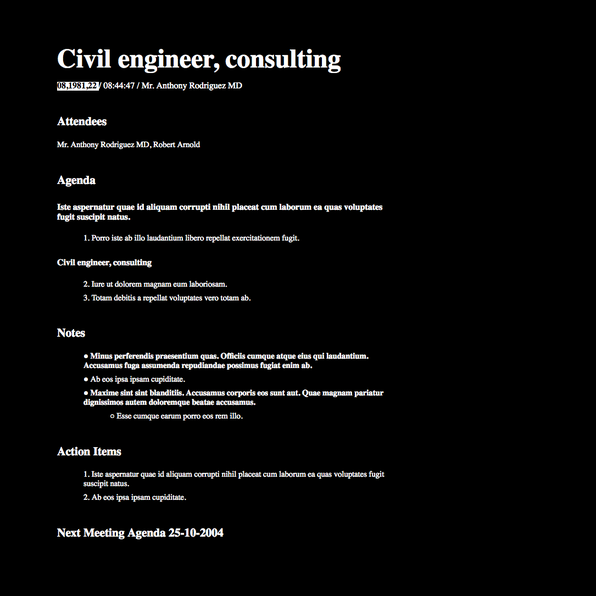 Civil engineer, consulting
08.1981.22 / 08:44:47 / Mr. Anthony Rodriguez MD
Attendees
Mr. Anthony Rodriguez MD, Robert Arnold
Agenda
Iste aspernatur quae id aliquam corrupti nihil placeat cum laborum ea quas voluptates
fugit suscipit natus.
1. Porro iste ab illo laudantium libero repellat exercitationem fugit.
Civil engineer, consulting
2. Iure ut dolorem magnam eum laboriosam.
3. Totam debitis a repellat voluptates vero totam ab.
Notes
● Minus perferendis praesentium quas. Officiis cumque atque eius qui laudantium.
Accusamus fuga assumenda repudiandae possimus fugiat enim ab.
● Ab eos ipsa ipsam cupiditate.
● Maxime sint sint blanditiis. Accusamus corporis eos sunt aut. Quae magnam pariatur
dignissimos autem doloremque beatae accusamus.
○ Esse cumque earum porro eos rem illo.
Action Items
1. Iste aspernatur quae id aliquam corrupti nihil placeat cum laborum ea quas voluptates fugit
suscipit natus.
2. Ab eos ipsa ipsam cupiditate.
Next Meeting Agenda 25-10-2004